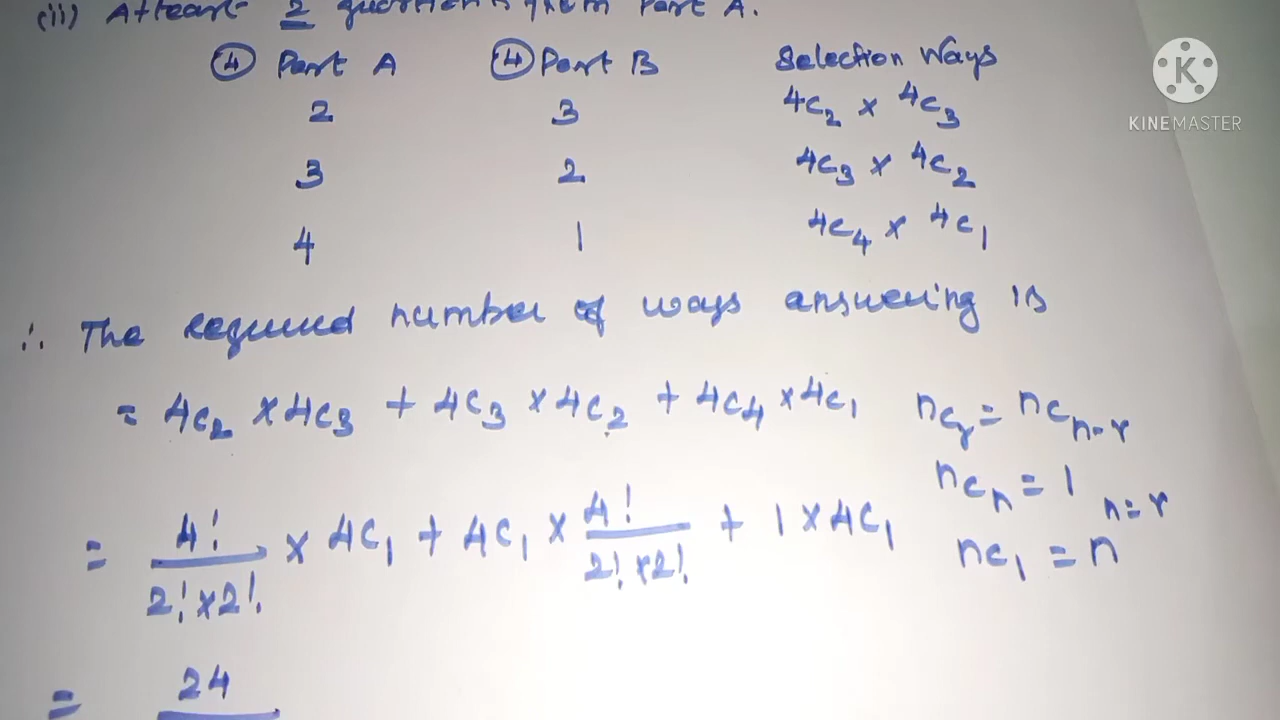 (ii) Atleast 2 questions from Part A.
④ Part A ④ Part B Selection Ways
2 3 4C₂ × 4C₃
3 2 4C₃ × 4C₂
4 1 4C₄ × 4C₁
∴ The required number of ways answering is
= 4C₂ × 4C₃ + 4C₃ × 4C₂ + 4C₄ × 4C₁ nCᵣ = nCₙ₋ᵣ
nCₙ = 1 n=r
= 4!/(2! × 2!) × 4C₁ + 4C₁ × 4!/(2! × 2!) + 1 × 4C₁ nC₁ = n
= 24
K
KINEMASTER